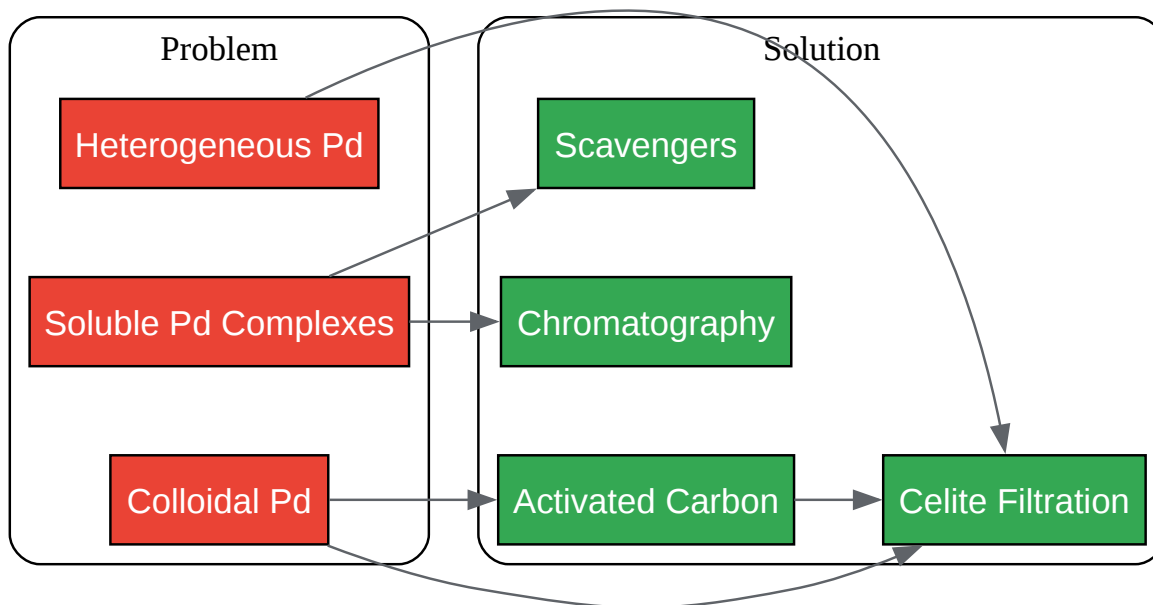 Problem
Solution
Heterogeneous Pd
Scavengers
Soluble Pd Complexes
Chromatography
Colloidal Pd
Activated Carbon
Celite Filtration